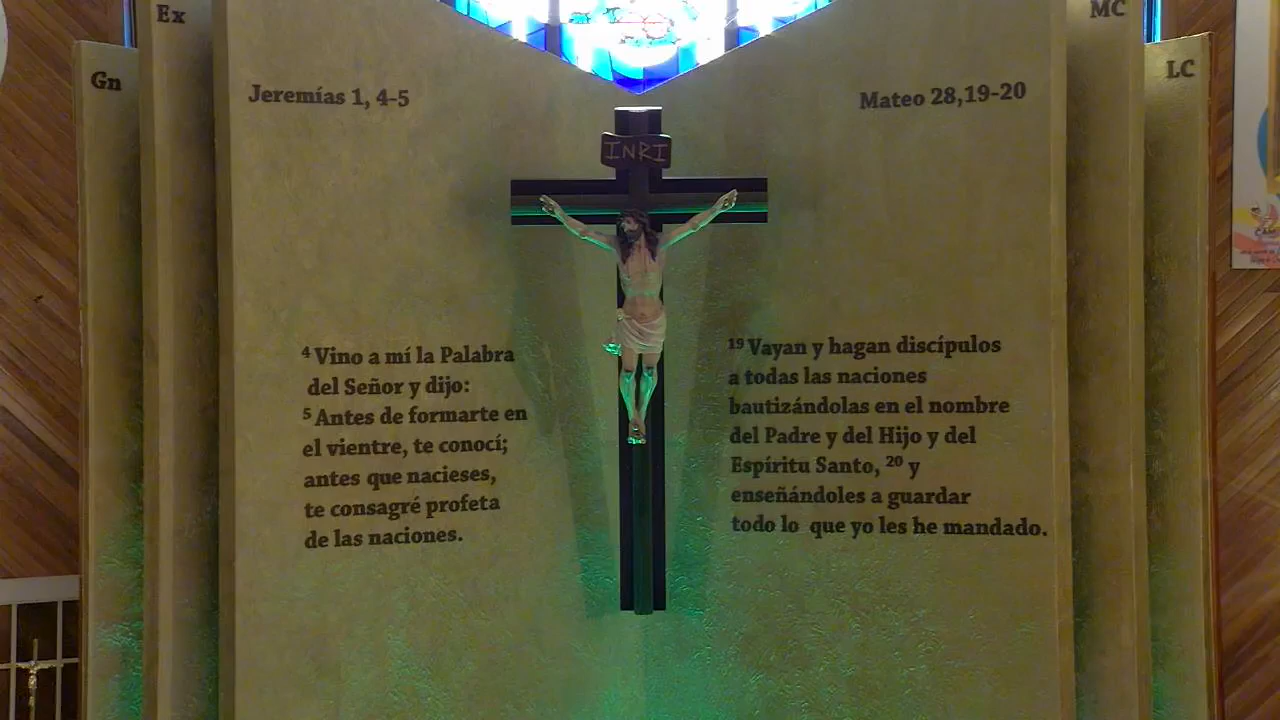 Ex
MC
Gn
LC
Jeremías 1, 4-5
Mateo 28,19-20
INRI
⁴ Vino a mí la Palabra
del Señor y dijo:
⁵ Antes de formarte en
el vientre, te conocí;
antes que nacieses,
te consagré profeta
de las naciones.
¹⁹ Vayan y hagan discípulos
a todas las naciones
bautizándolas en el nombre
del Padre y del Hijo y del
Espíritu Santo, ²⁰ y
enseñándoles a guardar
todo lo que yo les he mandado.